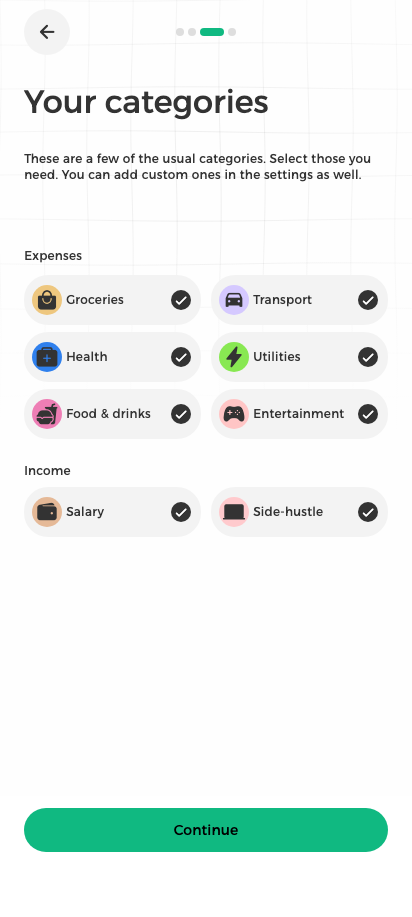 Your categories
These are a few of the usual categories. Select those you
need. You can add custom ones in the settings as well.
Expenses
Groceries
Transport
Health
Utilities
Food & drinks
Entertainment
Income
Salary
Side-hustle
Continue